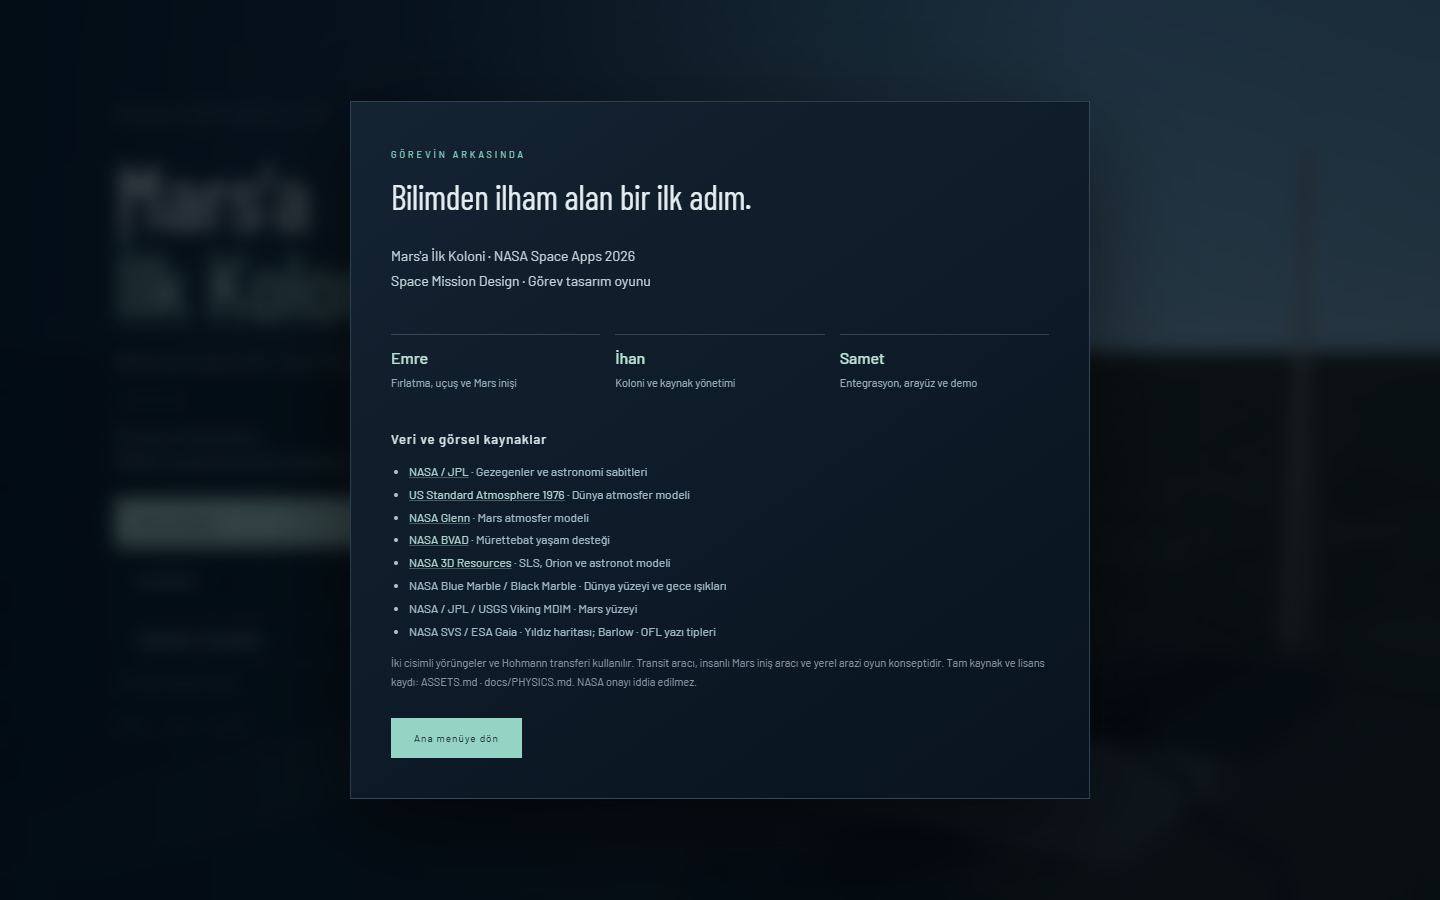 GÖREVİN ARKASINDA
Bilimden ilham alan bir ilk adım.
Mars'a İlk Koloni · NASA Space Apps 2026
Space Mission Design · Görev tasarım oyunu
Emre
Fırlatma, uçuş ve Mars inişi
İhan
Koloni ve kaynak yönetimi
Samet
Entegrasyon, arayüz ve demo
Veri ve görsel kaynaklar
NASA / JPL · Gezegenler ve astronomi sabitleri
US Standard Atmosphere 1976 · Dünya atmosfer modeli
NASA Glenn · Mars atmosfer modeli
NASA BVAD · Mürettebat yaşam desteği
NASA 3D Resources · SLS, Orion ve astronot modeli
NASA Blue Marble / Black Marble · Dünya yüzeyi ve gece ışıkları
NASA / JPL / USGS Viking MDIM · Mars yüzeyi
NASA SVS / ESA Gaia · Yıldız haritası; Barlow · OFL yazı tipleri
İki cisimli yörüngeler ve Hohmann transferi kullanılır. Transit aracı, insanlı Mars iniş aracı ve yerel arazi oyun konseptidir. Tam kaynak ve lisans
kaydı: ASSETS.md · docs/PHYSICS.md. NASA onayı iddia edilmez.
Ana menüye dön
Mars'a
İlk